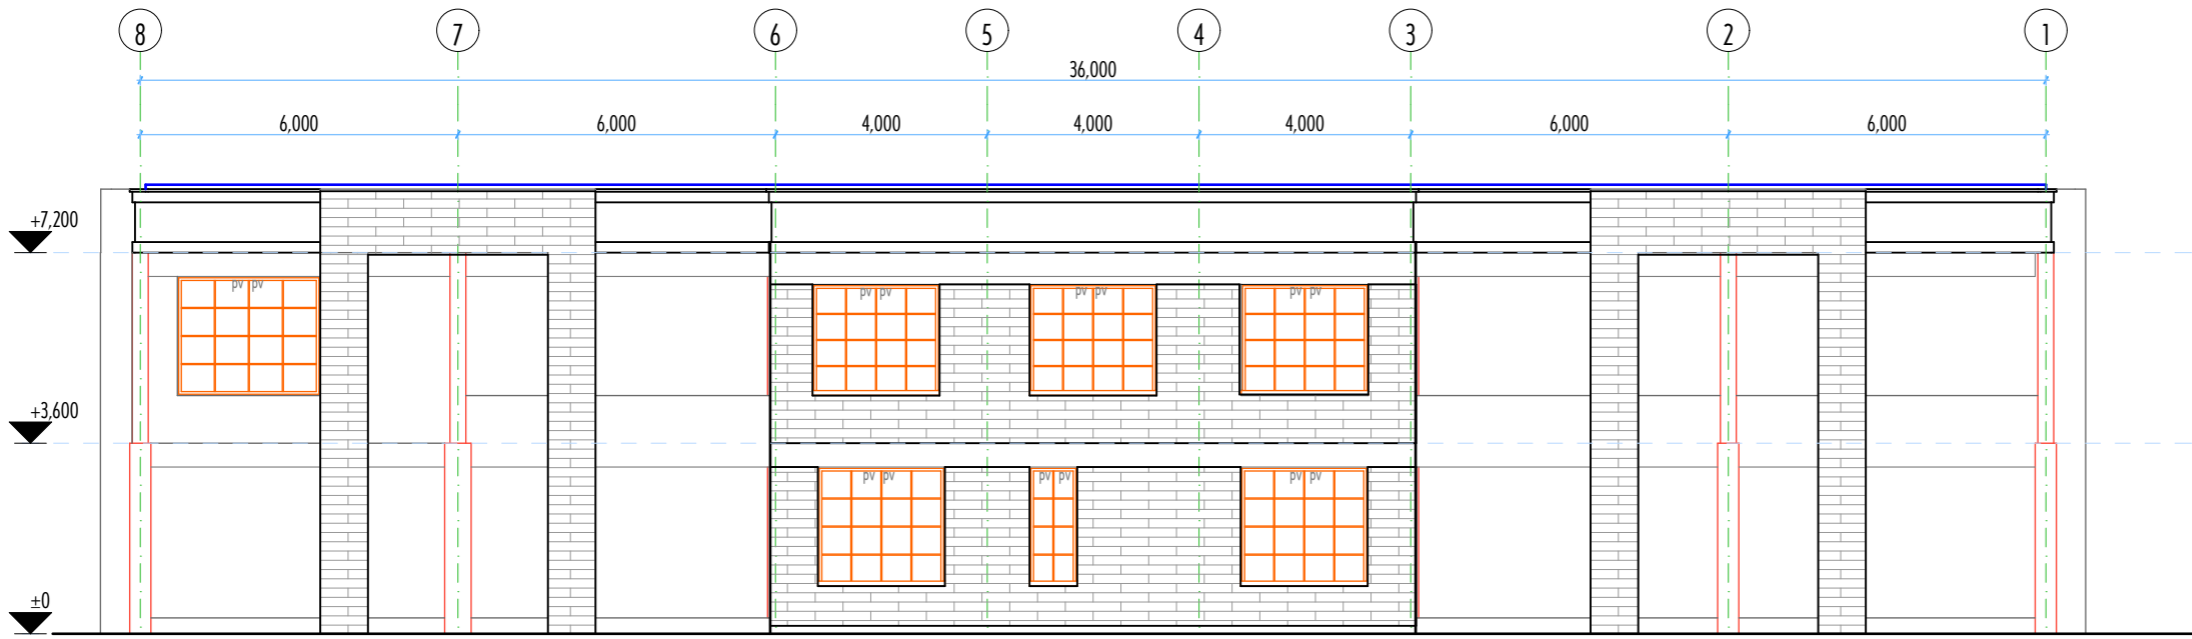 8 7 6 5 4 3 2 1
36,000
6,000 6,000 4,000 4,000 4,000 6,000 6,000
+7,200
pv pv
pv pv pv pv pv pv
+3,600
pv pv pv pv pv pv
±0